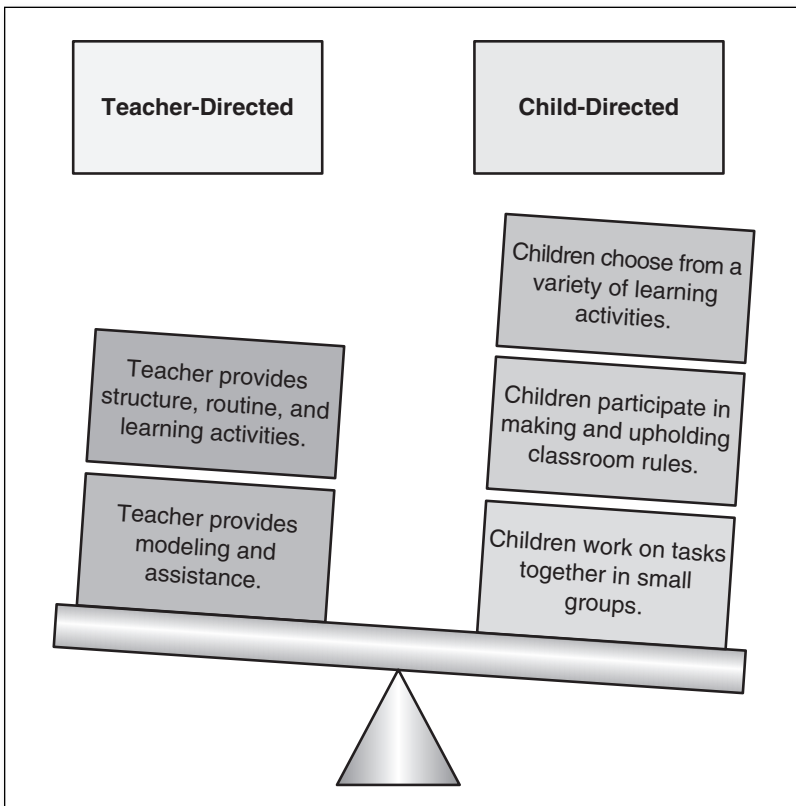 Teacher-Directed
Child-Directed
Children choose from a
variety of learning
activities.
Teacher provides
structure, routine, and
learning activities.
Children participate in
making and upholding
classroom rules.
Teacher provides
modeling and
assistance.
Children work on tasks
together in small
groups.